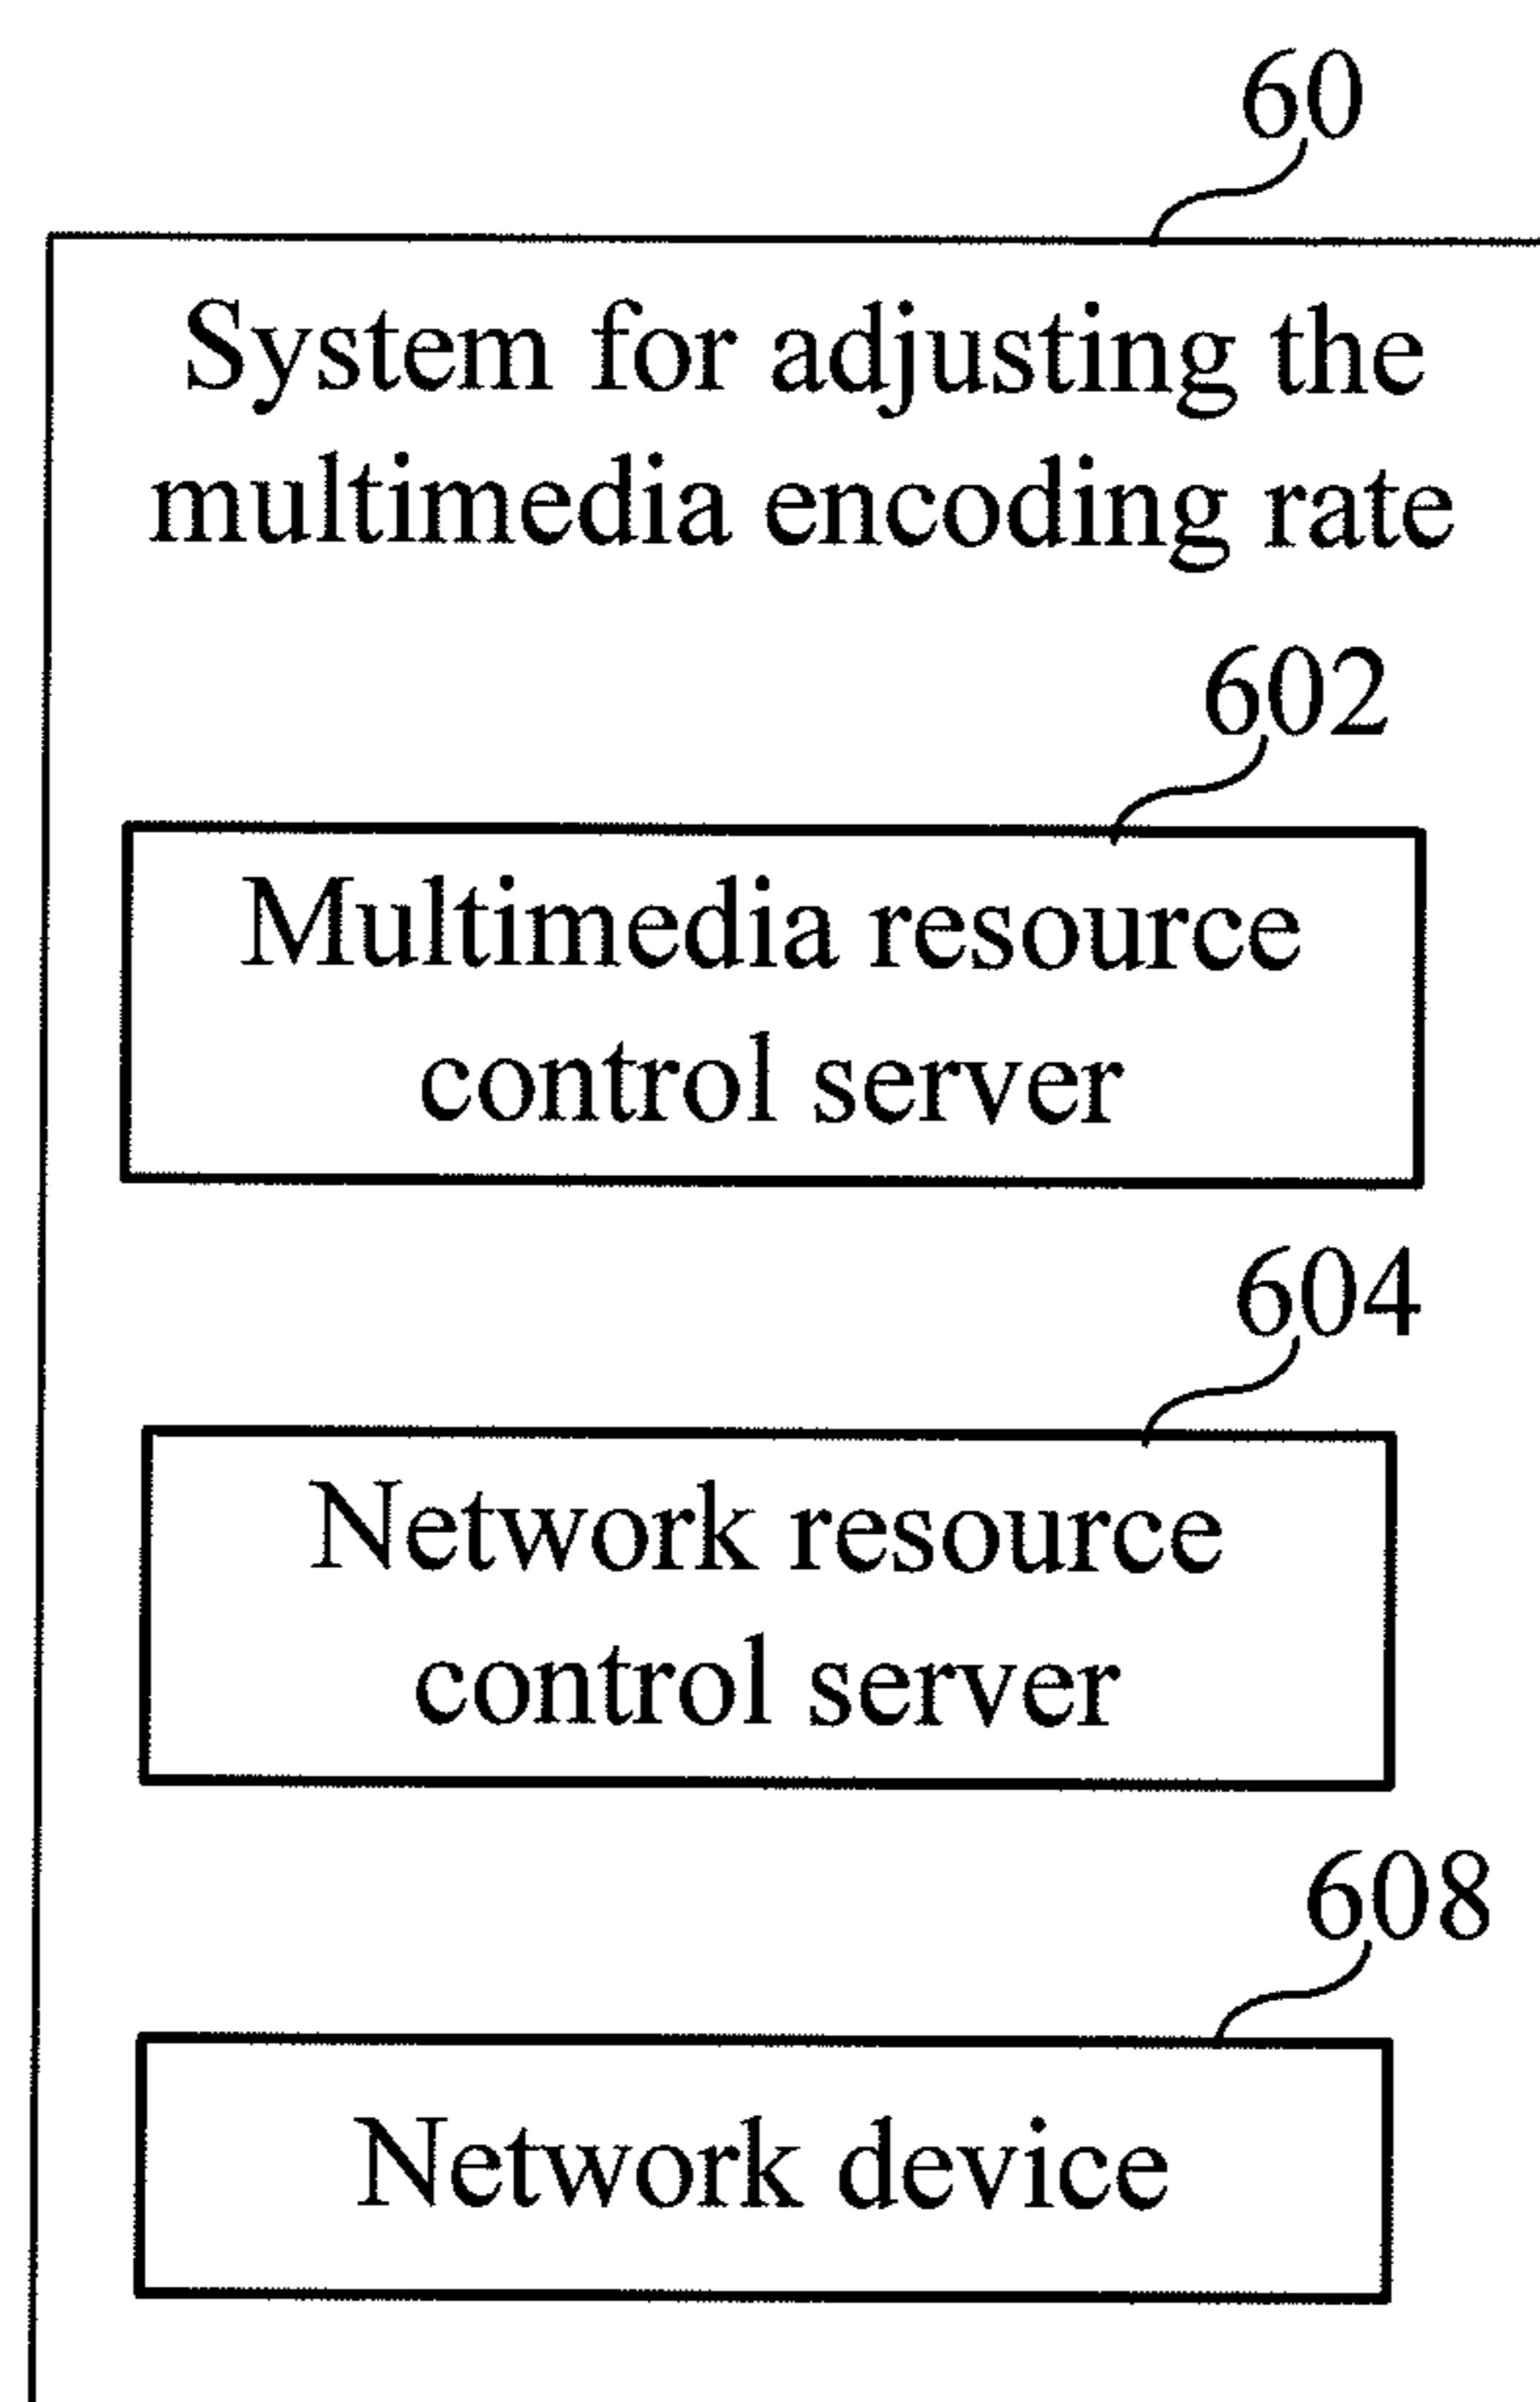 60
System for adjusting the
multimedia encoding rate
602
Multimedia resource
control server
604
Network resource
control server
608
Network device